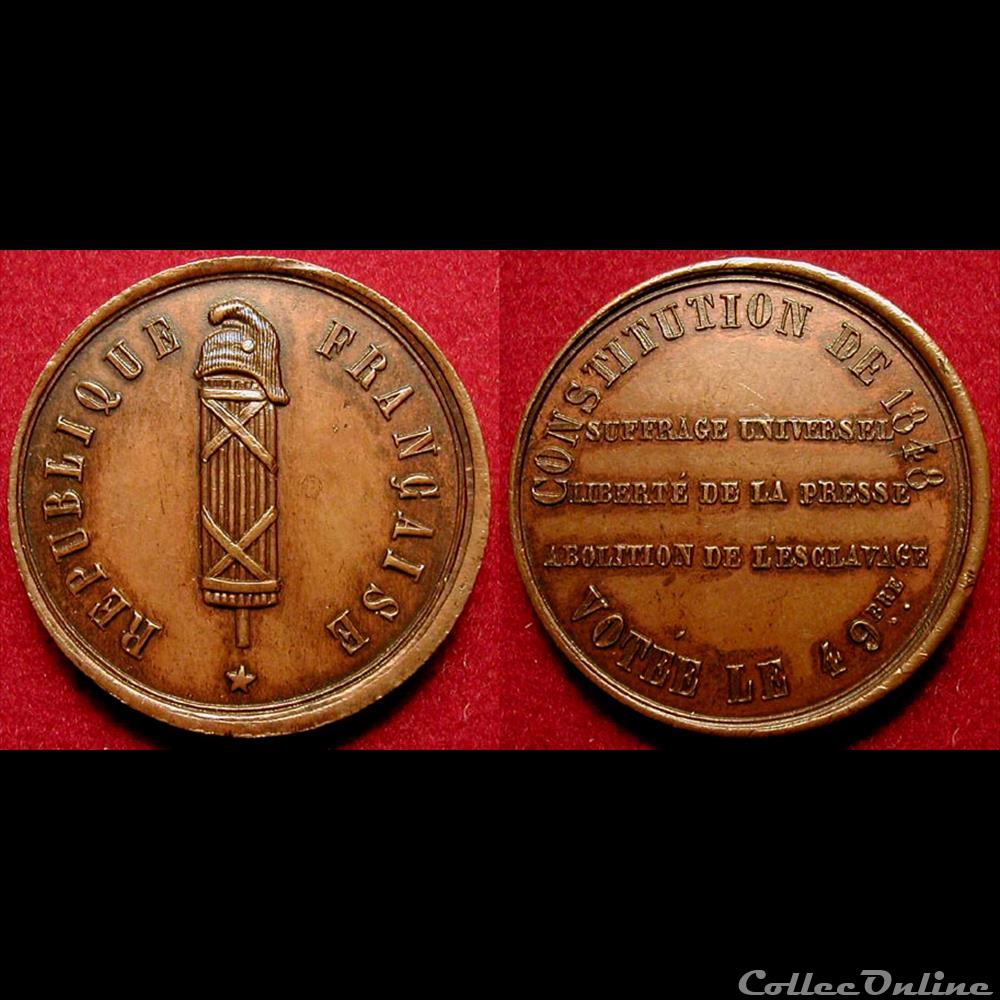 REPUBLIQUE FRANÇAISE
CONSTITUTION DE 1848
SUFFRAGE UNIVERSEL
LIBERTÉ DE LA PRESSE
ABOLITION DE L'ESCLAVAGE
VOTÉE LE 4 9BRE.
CollecOnline